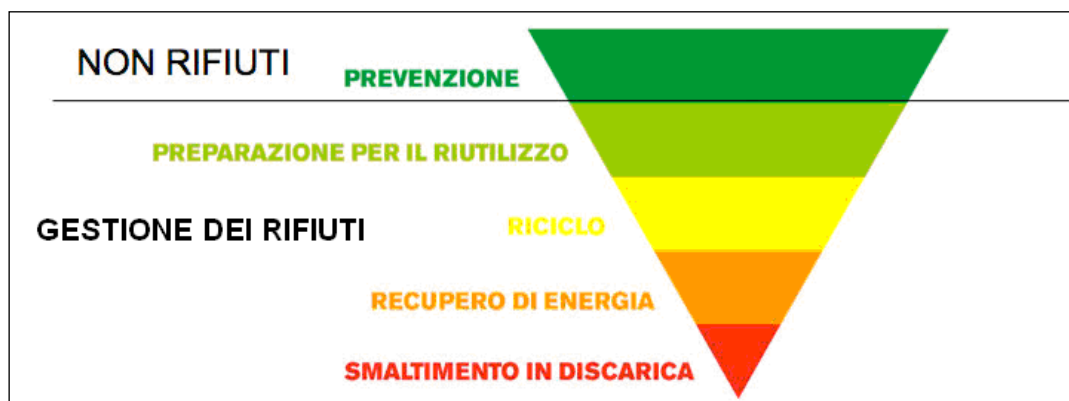 NON RIFIUTI
PREVENZIONE
PREPARAZIONE PER IL RIUTILIZZO
GESTIONE DEI RIFIUTI
RICICLO
RECUPERO DI ENERGIA
SMALTIMENTO IN DISCARICA